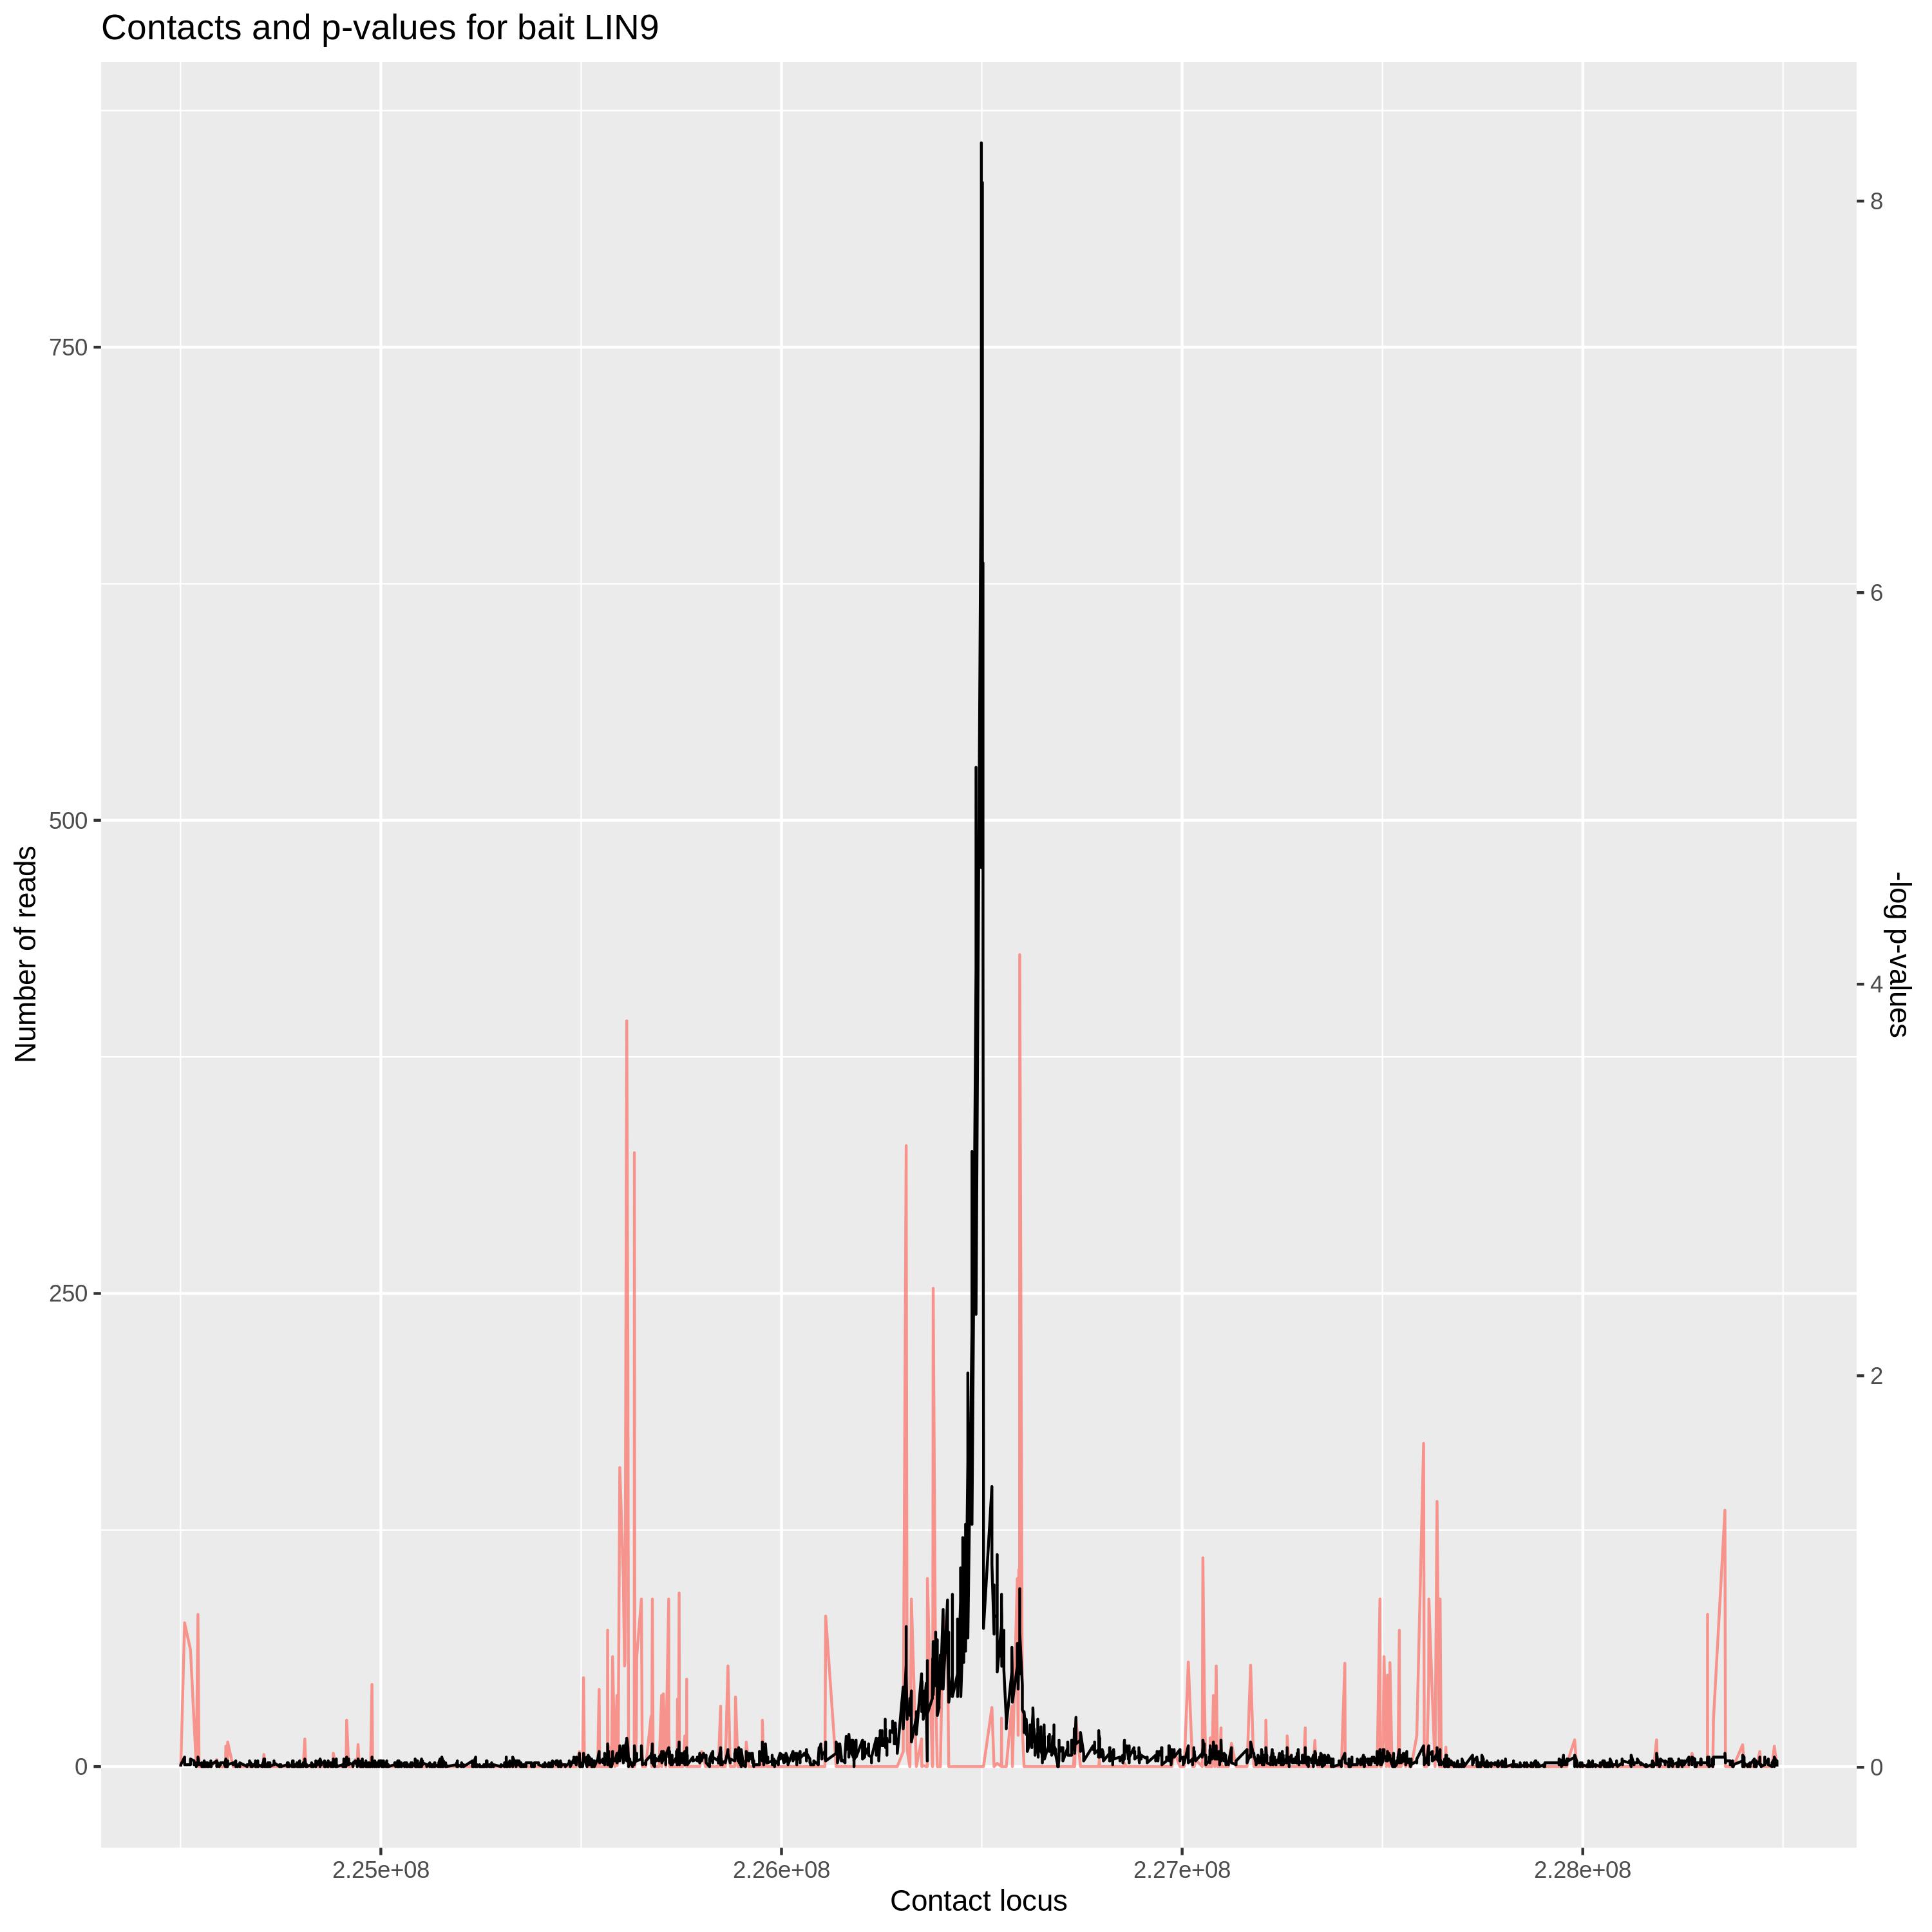 Contacts and p-values for bait LIN9
750
500
250
0
Number of reads
8
6
4
2
0
-log p-values
2.25e+08
2.26e+08
2.27e+08
2.28e+08
Contact locus